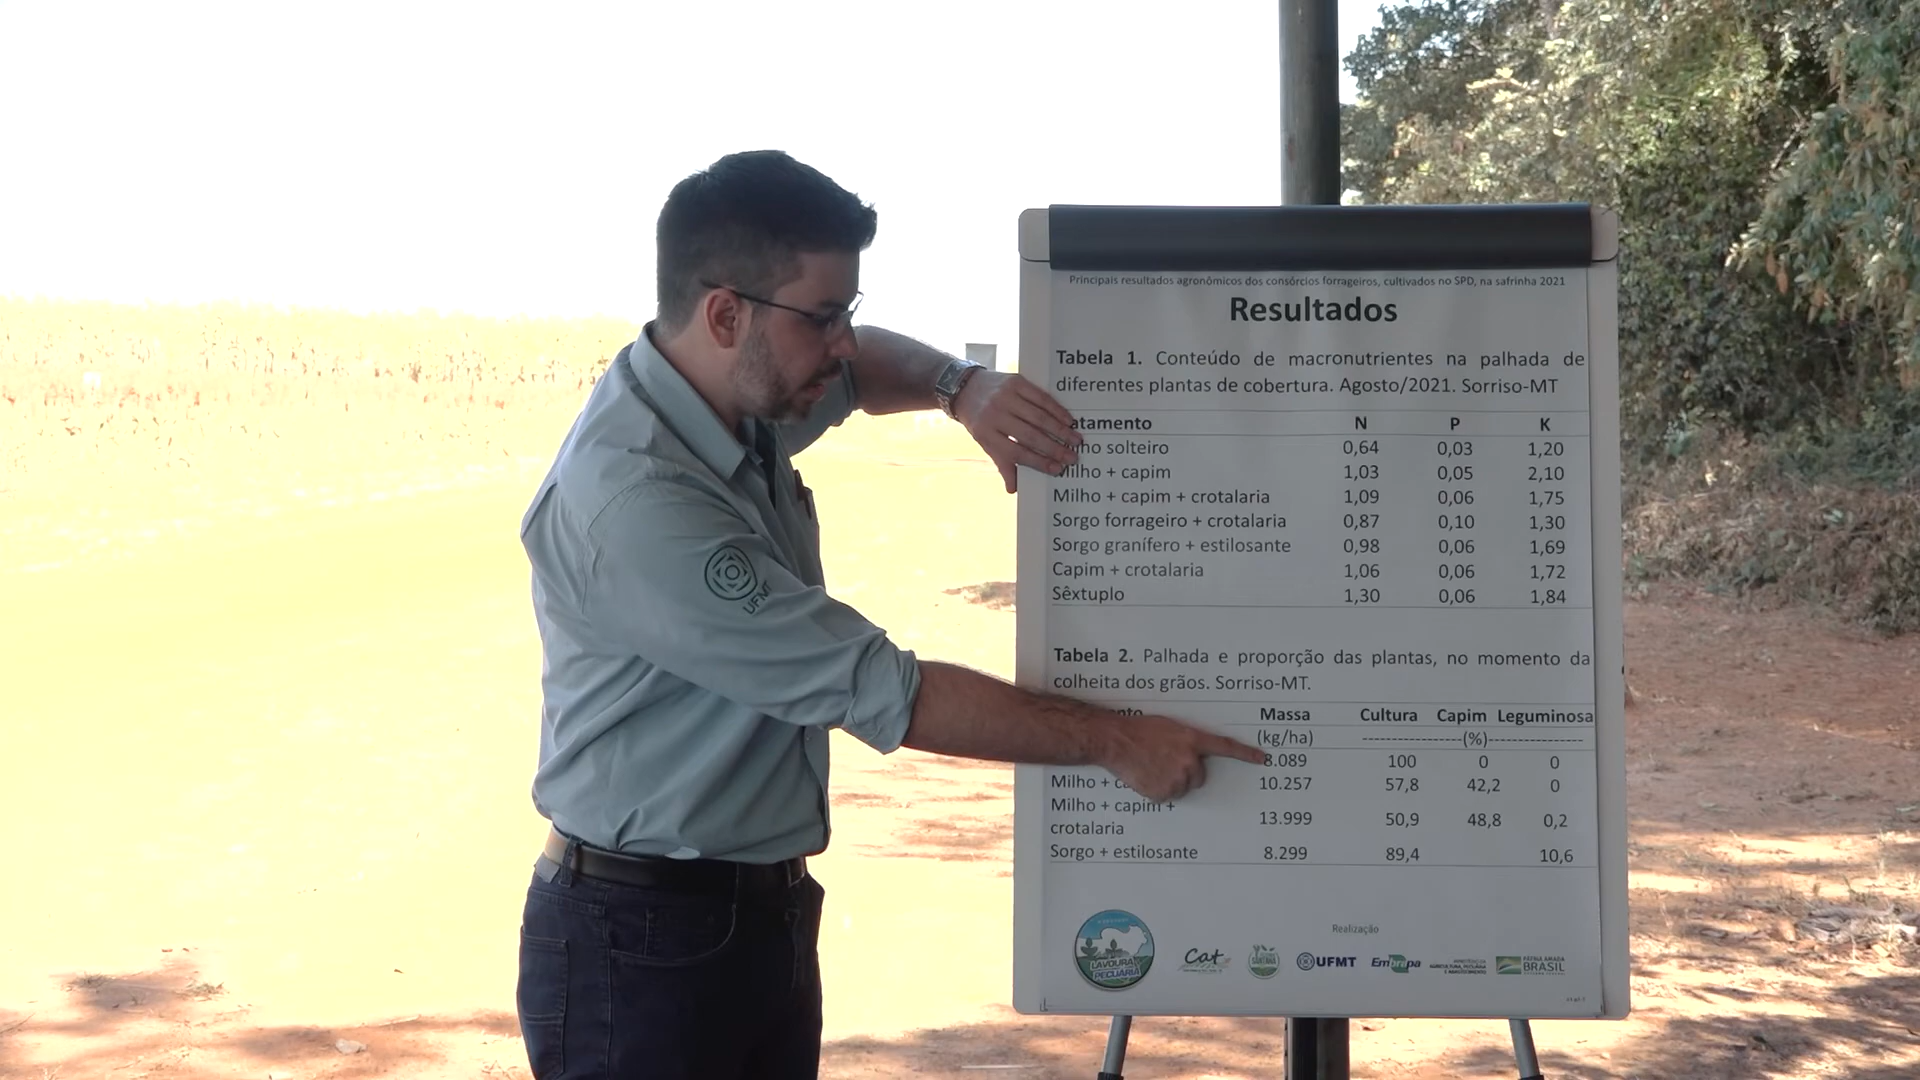 Principais resultados agronômicos dos consórcios forrageiros, cultivados no SPD, na safrinha 2021
Resultados
Tabela 1. Conteúdo de macronutrientes na palhada de
diferentes plantas de cobertura. Agosto/2021. Sorriso-MT
atamento N P K
solteiro 0,64 0,03 1,20
Milho + capim 1,03 0,05 2,10
Milho + capim + crotalaria 1,09 0,06 1,75
Sorgo forrageiro + crotalaria 0,87 0,10 1,30
Sorgo granífero + estilosante 0,98 0,06 1,69
Capim + crotalaria 1,06 0,06 1,72
Sêxtuplo 1,30 0,06 1,84
Tabela 2. Palhada e proporção das plantas, no momento da
colheita dos grãos. Sorriso-MT.
Massa Cultura Capim Leguminosa
(kg/ha) ----------------(%)---------------
8.089 100 0 0
Milho + 10.257 57,8 42,2 0
Milho + capim +
crotalaria 13.999 50,9 48,8 0,2
Sorgo + estilosante 8.299 89,4 10,6
Realização
LAVOURA
PECUÁRIA
Cat
SANTANA
UFMT
Embrapa
PÁTRIA AMADA
BRASIL
UFMT